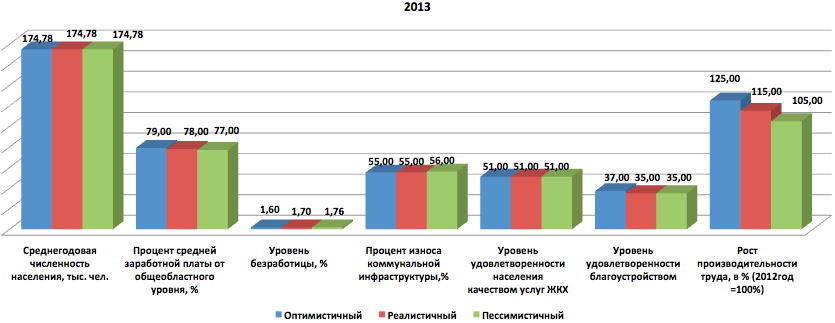 2013
174,78 174,78 174,78
79,00 78,00 77,00
1,60 1,70 1,76
55,00 55,00 56,00
51,00 51,00 51,00
37,00 35,00 35,00
125,00 115,00 105,00
Среднегодовая
численность
населения, тыс. чел.
Процент средней
заработной платы от
общеобластного
уровня, %
Уровень
безработицы, %
Процент износа
коммунальной
инфраструктуры,%
Уровень
удовлетворенности
населения
качеством услуг ЖКХ
Уровень
удовлетворенности
благоустройством
Рост
производительности
труда, в % (2012год
=100%)
Оптимистичный Реалистичный Пессимистичный